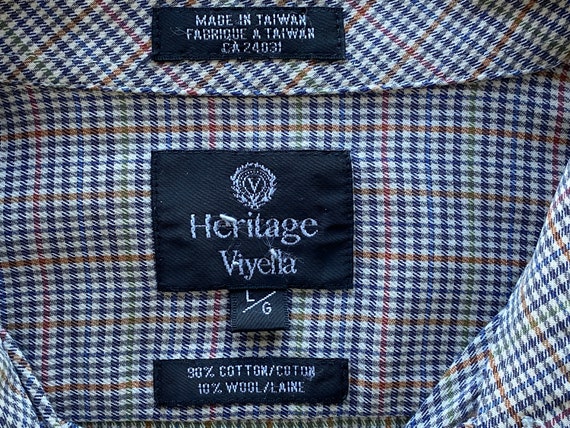 MADE IN TAIWAN
FABRIQUE A TAIWAN
CA 24031
V
Heritage
Viyella
L/G
90% COTTON/COTON
10% WOOL/LAINE